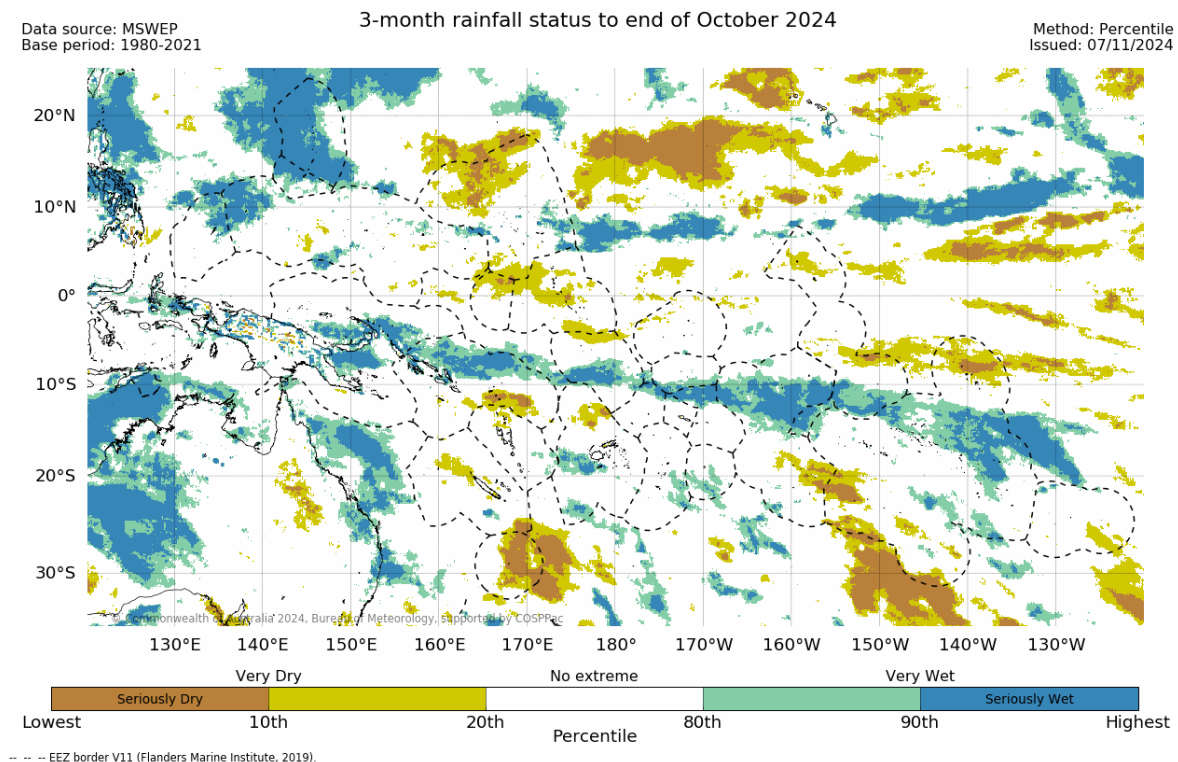 3-month rainfall status to end of October 2024
Data source: MSWEP
Base period: 1980-2021
Method: Percentile
Issued: 07/11/2024
20°N
10°N
0°
10°S
20°S
30°S
© Commonwealth of Australia 2024, Bureau of Meteorology, supported by COSPPac
130°E 140°E 150°E 160°E 170°E 180° 170°W 160°W 150°W 140°W 130°W
Very Dry No extreme Very Wet
Seriously Dry Seriously Wet
Lowest 10th 20th 80th 90th Highest
Percentile
-- -- -- EEZ border V11 (Flanders Marine Institute, 2019).